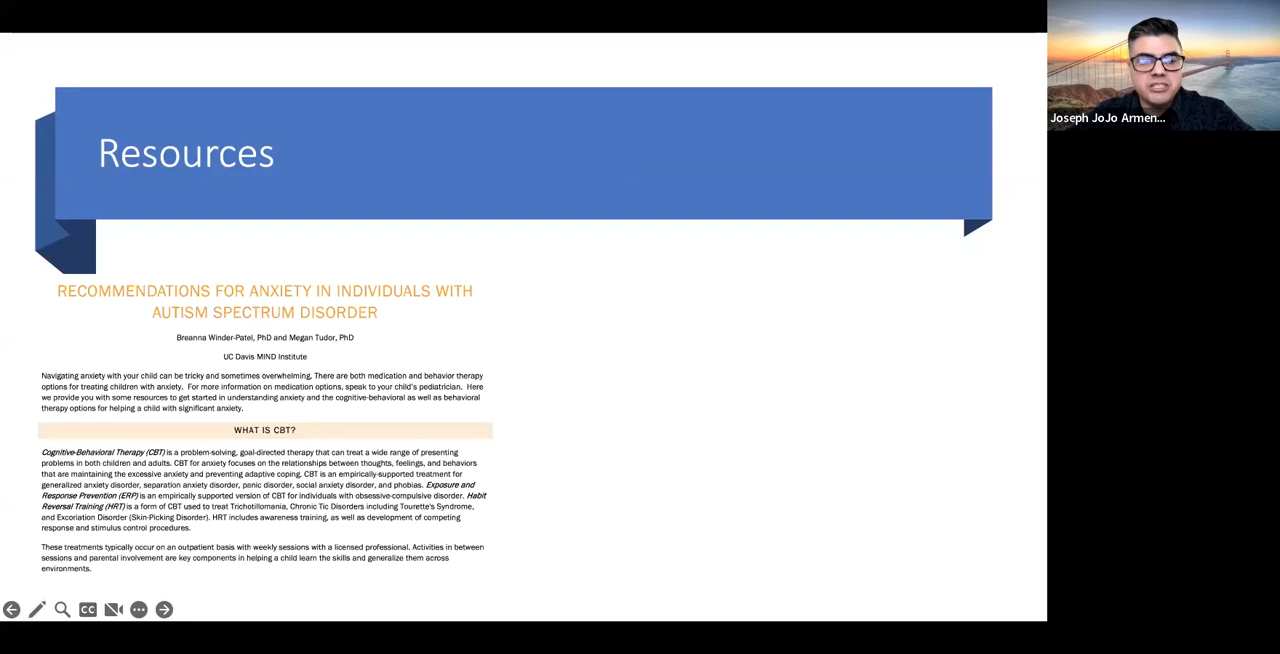 Resources
RECOMMENDATIONS FOR ANXIETY IN INDIVIDUALS WITH
AUTISM SPECTRUM DISORDER
Breanna Winder-Patel, PhD and Megan Tudor, PhD
UC Davis MIND Institute
Navigating anxiety with your child can be tricky and sometimes overwhelming. There are both medication and behavior therapy
options for treating children with anxiety. For more information on medication options, speak to your child's pediatrician. Here
we provide you with some resources to get started in understanding anxiety and the cognitive-behavioral as well as behavioral
therapy options for helping a child with significant anxiety.
WHAT IS CBT?
Cognitive-Behavioral Therapy (CBT) is a problem-solving, goal-directed therapy that can treat a wide range of presenting
problems in both children and adults. CBT for anxiety focuses on the relationships between thoughts, feelings, and behaviors
that are maintaining the excessive anxiety and preventing adaptive coping. CBT is an empirically-supported treatment for
generalized anxiety disorder, separation anxiety disorder, panic disorder, social anxiety disorder, and phobias. Exposure and
Response Prevention (ERP) is an empirically supported version of CBT for individuals with obsessive-compulsive disorder. Habit
Reversal Training (HRT) is a form of CBT used to treat Trichotillomania, Chronic Tic Disorders including Tourette's Syndrome,
and Excoriation Disorder (Skin-Picking Disorder). HRT includes awareness training, as well as development of competing
response and stimulus control procedures.
These treatments typically occur on an outpatient basis with weekly sessions with a licensed professional. Activities in between
sessions and parental involvement are key components in helping a child learn the skills and generalize them across
environments.
CC
Joseph JoJo Armen...